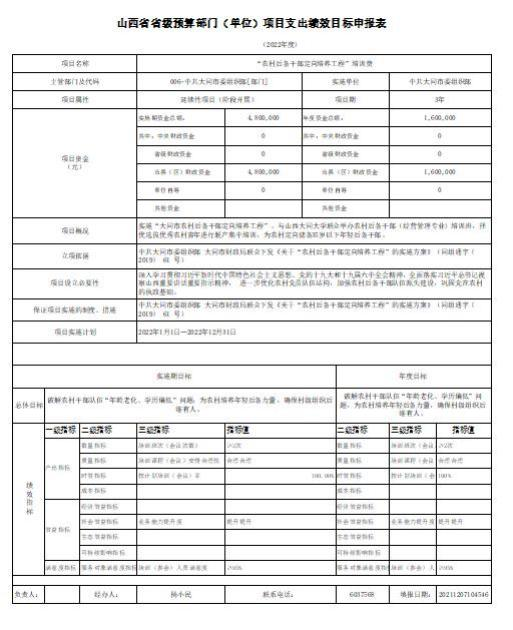 山西省省级预算部门（单位）项目支出绩效目标申报表
（2022年度）
项目名称 “农村后备干部定向培养工程”培训费
主管部门及代码 006-中共大同市委组织部[部门] 实施单位 中共大同市委组织部
项目属性 延续性项目（阶段开展） 项目期 3年
项目资金（元）
实施期资金总额： 4,800,000 年度资金总额： 1,600,000
其中：中央财政资金 0 其中：中央财政资金 0
省级财政资金 0 省级财政资金 0
市县（区）财政资金 4,800,000 市县（区）财政资金 1,600,000
单位自筹 0 单位自筹 0
其他资金 其他资金
项目概况
实施“大同市农村后备干部定向培养工程”，与山西大同大学联合举办农村后备干部（经营管理专业）培训班，择
立项依据
中共大同市委组织部 大同市财政局联合下发《关于“农村后备干部定向培养工程”的实施方案》（同组通字（
2019） 61 号）
项目设立必要性
深入学习贯彻习近平新时代中国特色社会主义思想、党的十九大和十九届六中全会精神，全面落实习近平总书记视
保证项目实施的制度、措施
中共大同市委组织部 大同市财政局联合下发《关于“农村后备干部定向培养工程”的实施方案》（同组通字（
2019） 61 号）
项目实施计划 2022年1月1日—2022年12月31日
实施期目标 年度目标
总体目标
破解农村干部队伍“年龄老化、学历偏低”问题，为农村培养年轻后备力量，确保村级组织后继有人。
破解农村干部队伍“年龄老化、学历偏低”问题，为农村培养年轻后备力量，确保村级组织后继有人。
绩效指标
一级指标 二级指标 三级指标 指标值 二级指标 三级指标 指标值
产出指标
数量指标 培训班次（会议次数） 数量指标 培训班次（会议
质量指标 质量指标
时效指标 按计划培训（会议）率 100.00% 时效指标 按计划培训（会 100%
成本指标 成本指标
效益指标
经济效益指标 经济效益指标
社会效益指标 业务能力提升度 提升提升 社会效益指标 业务能力提升度 提升提升
生态效益指标 生态效益指标
可持续影响指标 可持续影响指标
满意度指标 服务对象满意度指标 培训（参会）人员满意度 服务对象满意度指标 培训（参会）人
负责人： 经办人： 杨小民 联系电话： 6037568 填报日期： 20211207104546